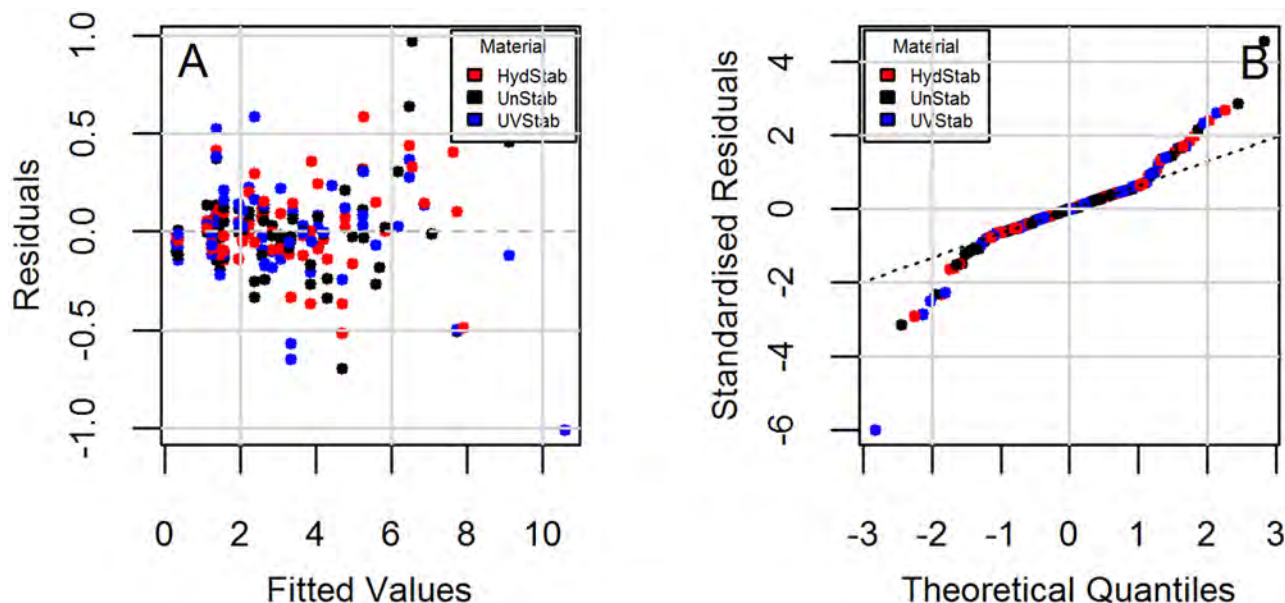 A
Material
HydStab
UnStab
UVStab
1.0
0.5
0.0
-0.5
-1.0
Residuals
0 2 4 6 8 10
Fitted Values
B
Material
HydStab
UnStab
UVStab
4
2
0
-2
-4
-6
Standardised Residuals
-3 -2 -1 0 1 2 3
Theoretical Quantiles